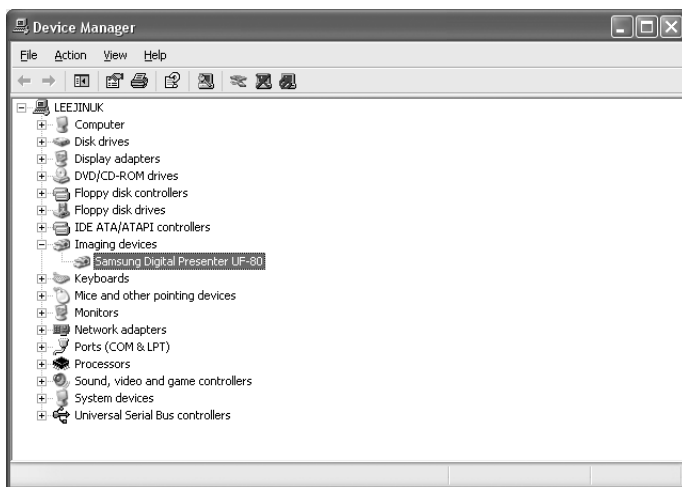 Device Manager
File Action View Help
LEEJINUK
Computer
Disk drives
Display adapters
DVD/CD-ROM drives
Floppy disk controllers
Floppy disk drives
IDE ATA/ATAPI controllers
Imaging devices
Samsung Digital Presenter UF-80
Keyboards
Mice and other pointing devices
Monitors
Network adapters
Ports (COM & LPT)
Processors
Sound, video and game controllers
System devices
Universal Serial Bus controllers